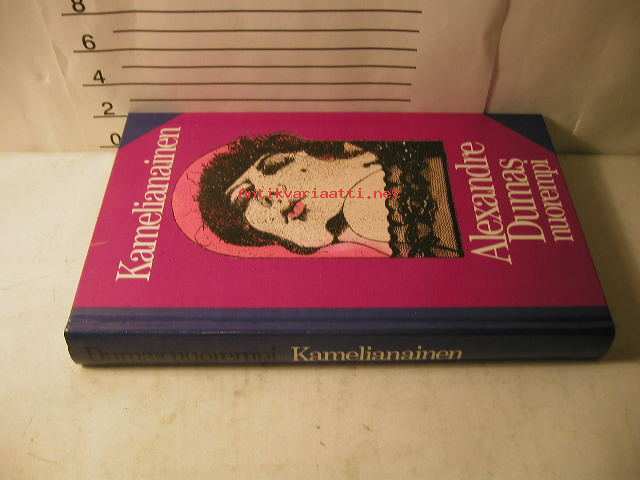 8
6
4
2
0
Kamelianainen
Antikvariaatti.net
Alexandre
Dumas
nuorempi
Dumas nuorempi Kamelianainen